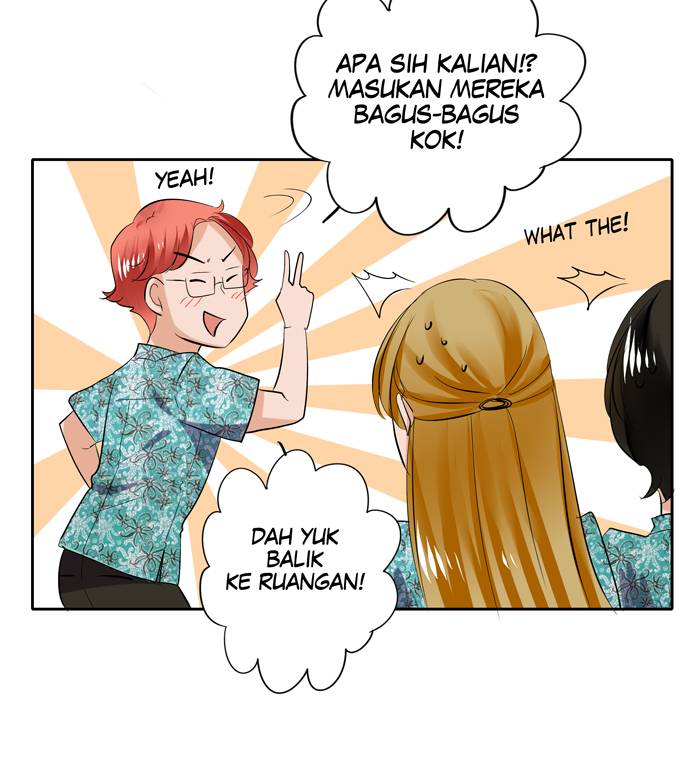 APA SIH KALIAN!?
MASUKAN MEREKA
BAGUS-BAGUS
KOK!
YEAH!
WHAT THE!
DAH YUK
BALIK
KE RUANGAN!